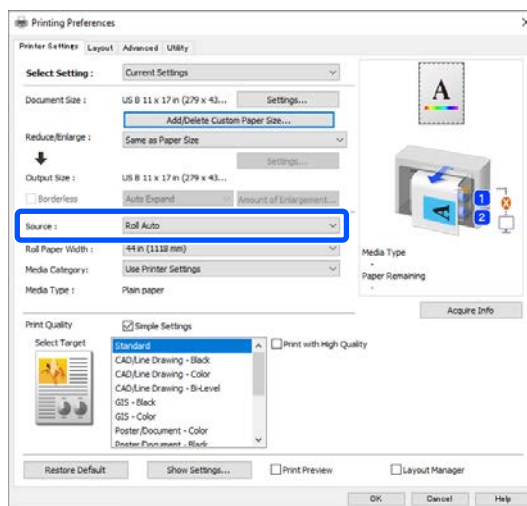 Printing Preferences
Printer Settings Layout Advanced Utility
Select Setting : Current Settings
Document Size : US B 11 x 17 in (279 x 43... Settings...
Add/Delete Custom Paper Size...
Reduce/Enlarge : Same as Paper Size
Settings...
Output Size : US B 11 x 17 in (279 x 43...
Borderless Auto Expand Amount of Enlargement...
Source : Roll Auto
Roll Paper Width : 44 in (1118 mm)
Media Category: Use Printer Settings
Media Type : Plain paper
A
A
1
2
Media Type
-
Paper Remaining
-
Acquire Info
Print Quality Simple Settings
Select Target
Standard
CAD/Line Drawing - Black
CAD/Line Drawing - Color
CAD/Line Drawing - Bi-Level
GIS - Black
GIS - Color
Poster/Document - Color
Poster/Document - Black
Print with High Quality
Restore Default Show Settings... Print Preview Layout Manager
OK Cancel Help